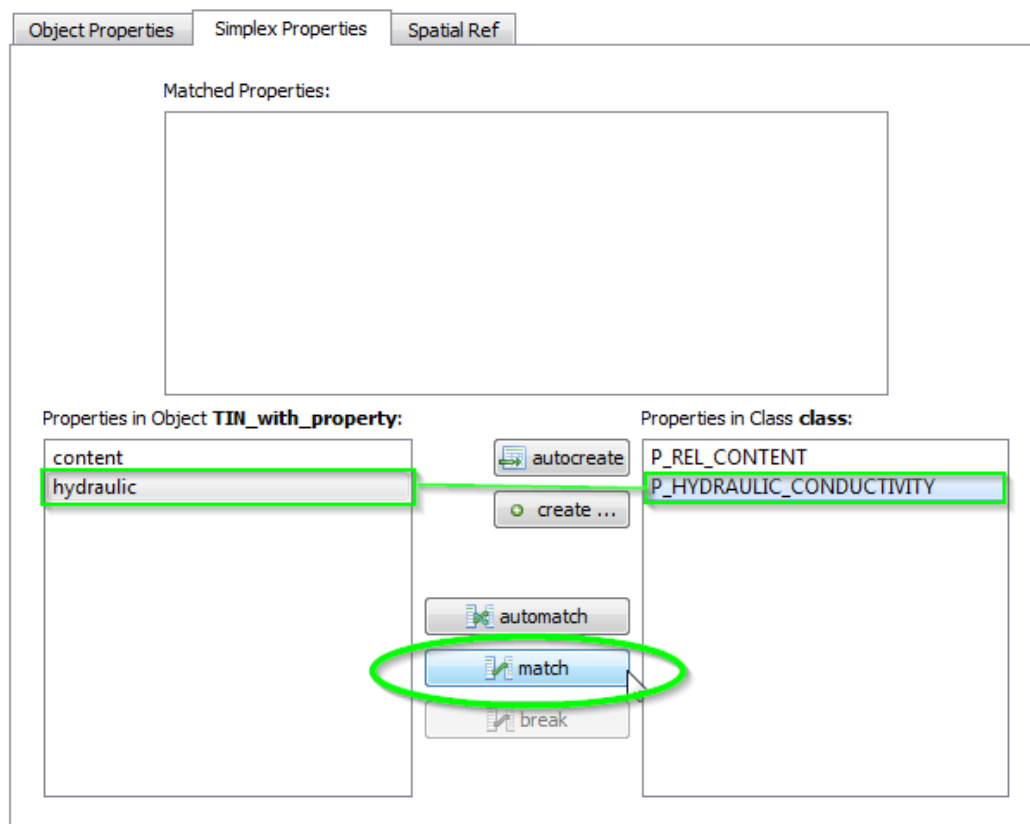 Object Properties
Simplex Properties
Spatial Ref
Matched Properties:
Properties in Object TIN_with_property:
Properties in Class class:
content
hydraulic
autocreate
create ...
P_REL_CONTENT
P_HYDRAULIC_CONDUCTIVITY
automatch
match
break